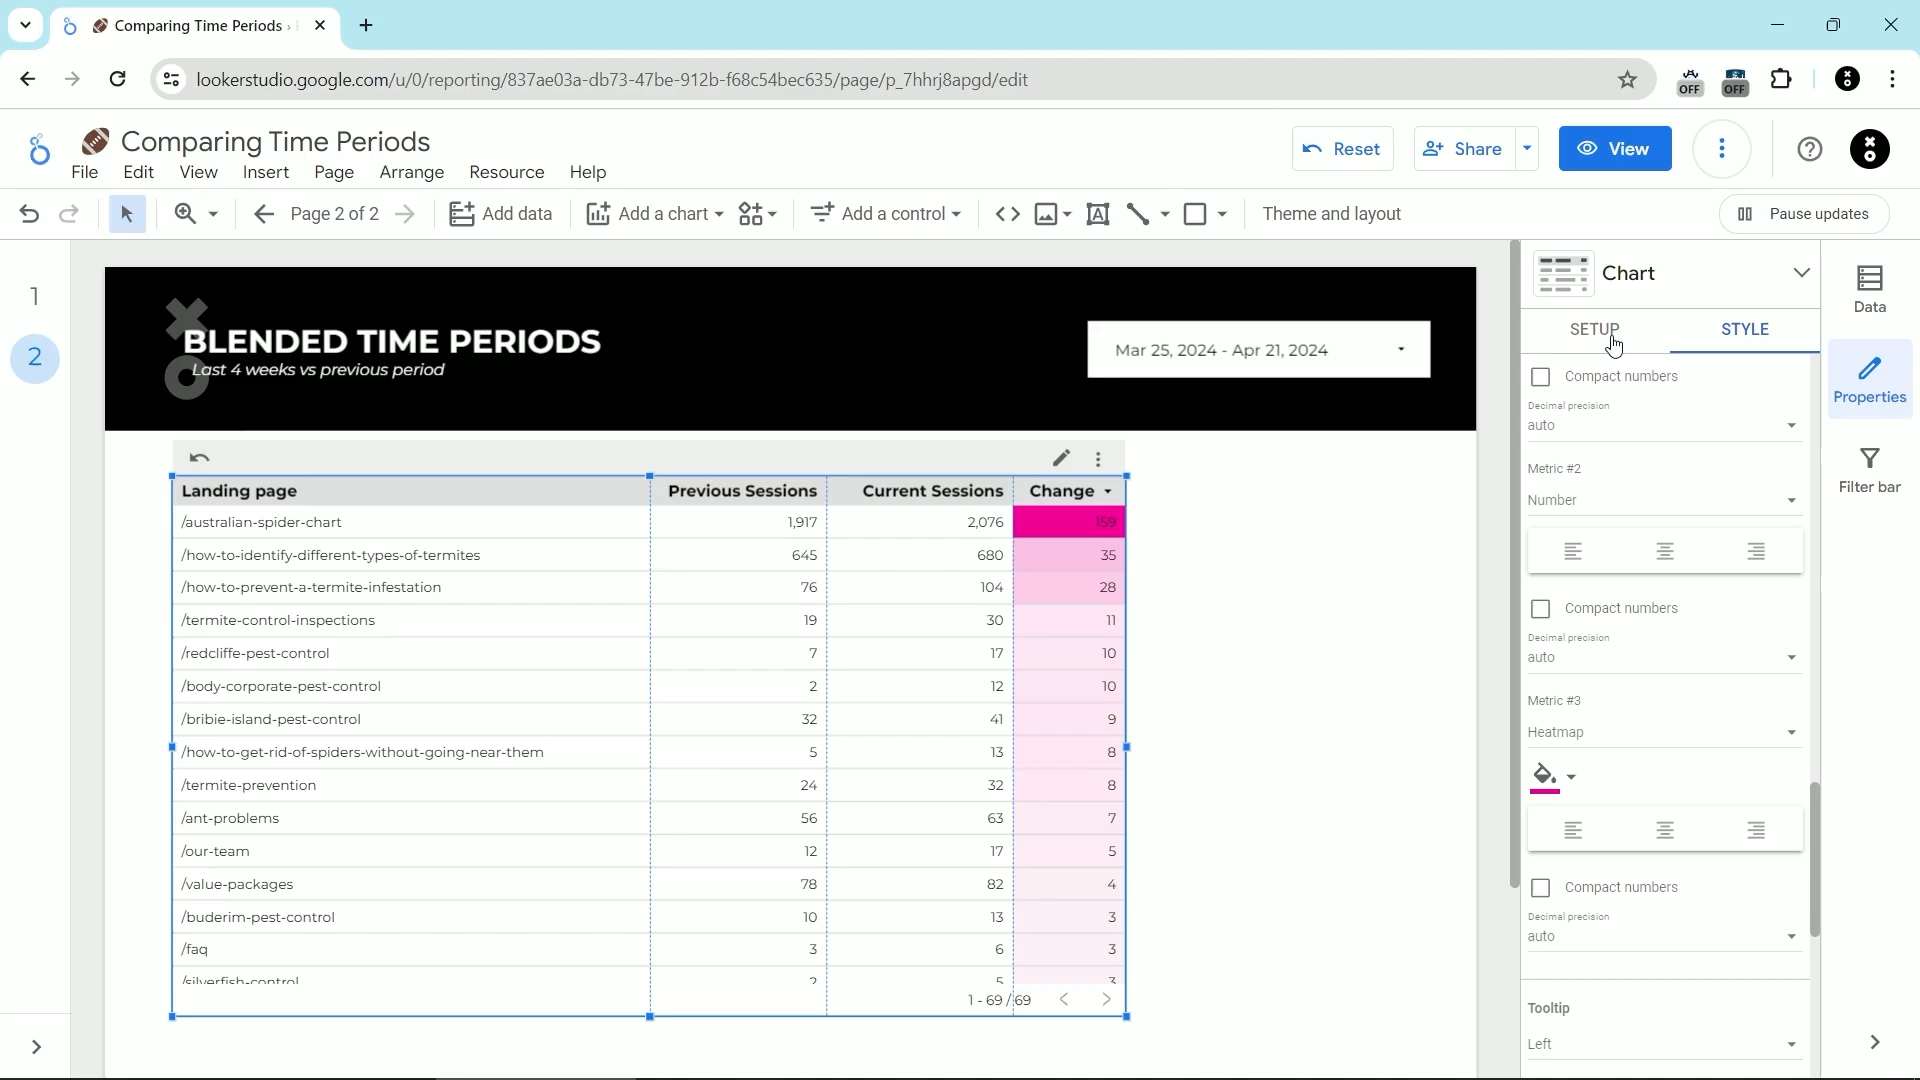 Comparing Time Periods ›
lookerstudio.google.com/u/0/reporting/837ae03a-db73-47be-912b-f68c54bec635/page/p_7hhrj8apgd/edit
OFF OFF
Comparing Time Periods
Reset Share View
File Edit View Insert Page Arrange Resource Help
Page 2 of 2 Add data Add a chart Add a control Theme and layout Pause updates
1
2
BLENDED TIME PERIODS
Last 4 weeks vs previous period
Mar 25, 2024 - Apr 21, 2024
Landing page Previous Sessions Current Sessions Change
/australian-spider-chart 1,917 2,076 159
/how-to-identify-different-types-of-termites 645 680 35
/how-to-prevent-a-termite-infestation 76 104 28
/termite-control-inspections 19 30 11
/redcliffe-pest-control 7 17 10
/body-corporate-pest-control 2 12 10
/bribie-island-pest-control 32 41 9
/how-to-get-rid-of-spiders-without-going-near-them 5 13 8
/termite-prevention 24 32 8
/ant-problems 56 63 7
/our-team 12 17 5
/value-packages 78 82 4
/buderim-pest-control 10 13 3
/faq 3 6 3
/silverfish-control 2 5 3
1 - 69 / 69
Chart
SETUP STYLE
Compact numbers
Decimal precision
auto
Metric #2
Number
Compact numbers
Decimal precision
auto
Metric #3
Heatmap
Compact numbers
Decimal precision
auto
Tooltip
Left
Data
Properties
Filter bar